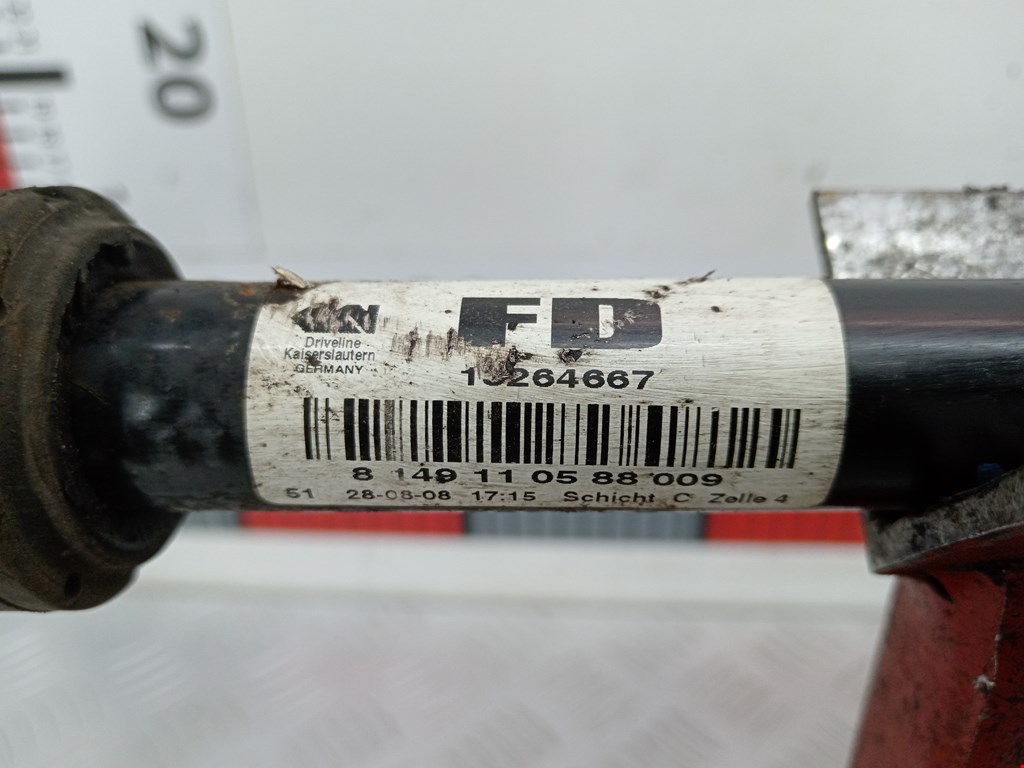 20
GKN
FD
Driveline
Kaiserslautern
GERMANY
13264667
8 149 11 05 88 009
51 28-08-08 17:15 Schicht C Zelle 4